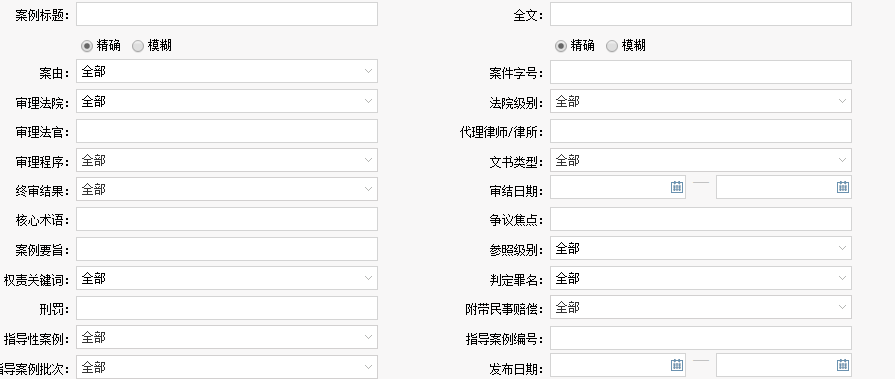 案例标题： 全文：
精确 模糊 精确 模糊
案由： 全部 案件字号：
审理法院： 全部 法院级别： 全部
审理法官： 代理律师/律所：
审理程序： 全部 文书类型： 全部
终审结果： 全部 审结日期： —
核心术语： 争议焦点：
案例要旨： 参照级别： 全部
权责关键词： 全部 判定罪名： 全部
刑罚： 附带民事赔偿： 全部
指导性案例： 全部 指导案例编号：
指导案例批次： 全部 发布日期： —